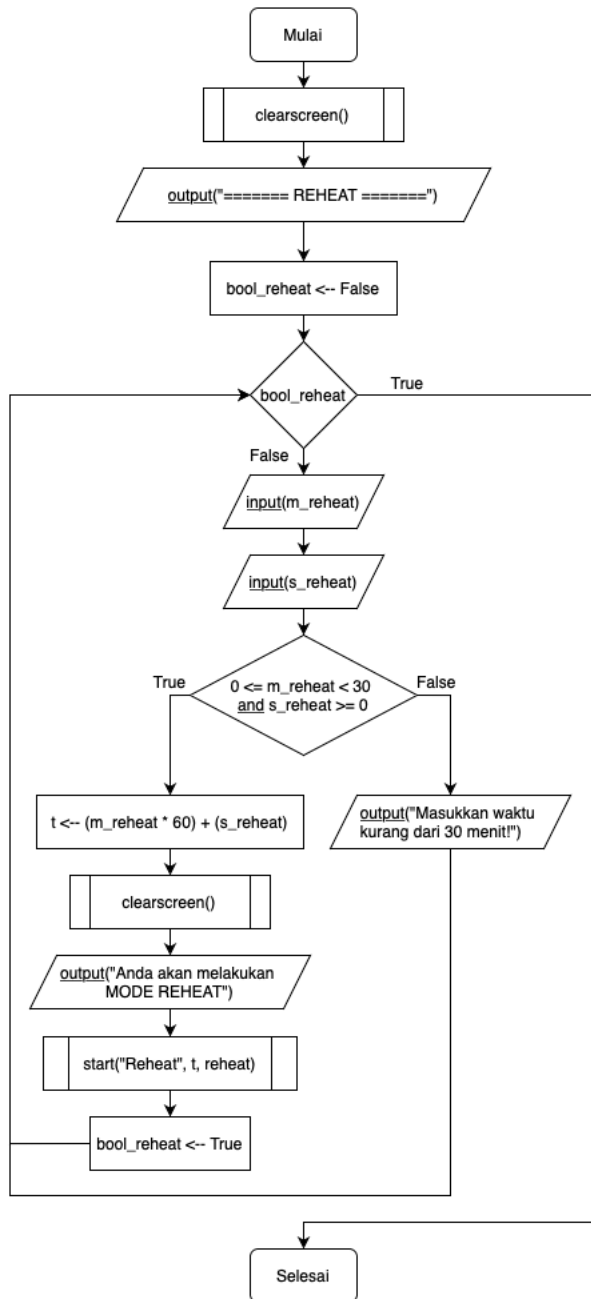 Mulai
clearscreen()
output("======= REHEAT =======")
bool_reheat <-- False
bool_reheat
True
False
input(m_reheat)
input(s_reheat)
0 <= m_reheat < 30
and s_reheat >= 0
True
False
t <-- (m_reheat * 60) + (s_reheat)
output("Masukkan waktu
kurang dari 30 menit!")
clearscreen()
output("Anda akan melakukan
MODE REHEAT")
start("Reheat", t, reheat)
bool_reheat <-- True
Selesai